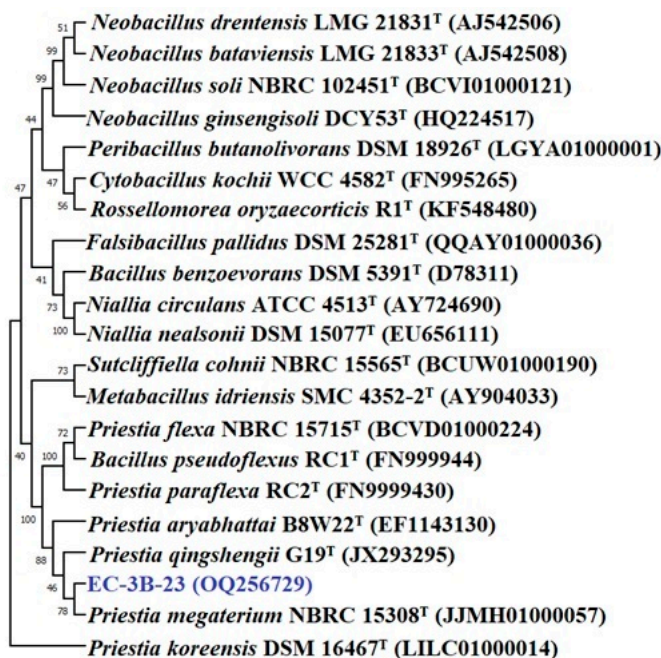 51
Neobacillus drentensis LMG 21831ᵀ (AJ542506)
99
Neobacillus bataviensis LMG 21833ᵀ (AJ542508)
99
Neobacillus soli NBRC 102451ᵀ (BCVI01000121)
44
Neobacillus ginsengisoli DCY53ᵀ (HQ224517)
Peribacillus butanolivorans DSM 18926ᵀ (LGYA01000001)
47
47
Cytobacillus kochii WCC 4582ᵀ (FN995265)
56
Rossellomorea oryzaecorticis R1ᵀ (KF548480)
Falsibacillus pallidus DSM 25281ᵀ (QQAY01000036)
41
Bacillus benzoevorans DSM 5391ᵀ (D78311)
73
Niallia circulans ATCC 4513ᵀ (AY724690)
100
Niallia nealsonii DSM 15077ᵀ (EU656111)
Sutcliffiella cohnii NBRC 15565ᵀ (BCUW01000190)
73
Metabacillus idriensis SMC 4352-2ᵀ (AY904033)
Priestia flexa NBRC 15715ᵀ (BCVD01000224)
72
40
100
Bacillus pseudoflexus RC1ᵀ (FN999944)
Priestia paraflexa RC2ᵀ (FN9999430)
100
Priestia aryabhattai B8W22ᵀ (EF1143130)
88
Priestia qingshengii G19ᵀ (JX293295)
46
EC-3B-23 (OQ256729)
78
Priestia megaterium NBRC 15308ᵀ (JJMH01000057)
Priestia koreensis DSM 16467ᵀ (LILC01000014)